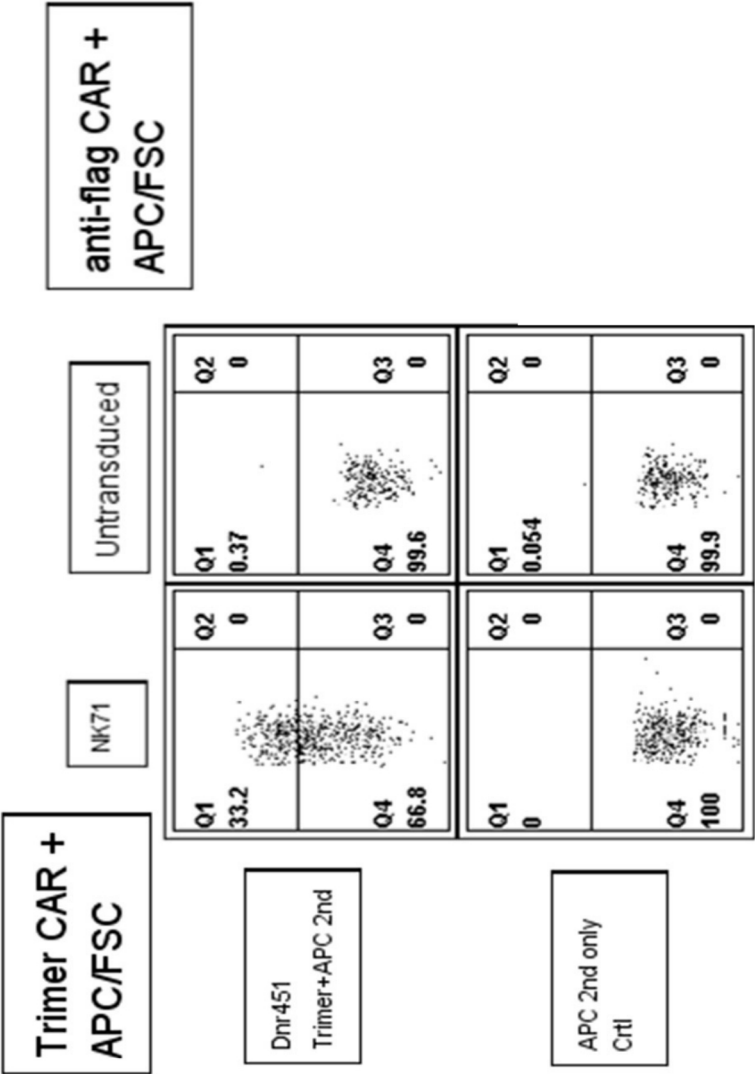 Trimer CAR +
APC/FSC
anti-flag CAR +
APC/FSC
NK71
Untransduced
Dnr451
Trimer+APC 2nd
Q1
33.2
Q2
0
Q4
66.8
Q3
0
Q1
0.37
Q2
0
Q4
99.6
Q3
0
APC 2nd only
Crtl
Q1
0
Q2
0
Q4
100
Q3
0
Q1
0.054
Q2
0
Q4
99.9
Q3
0